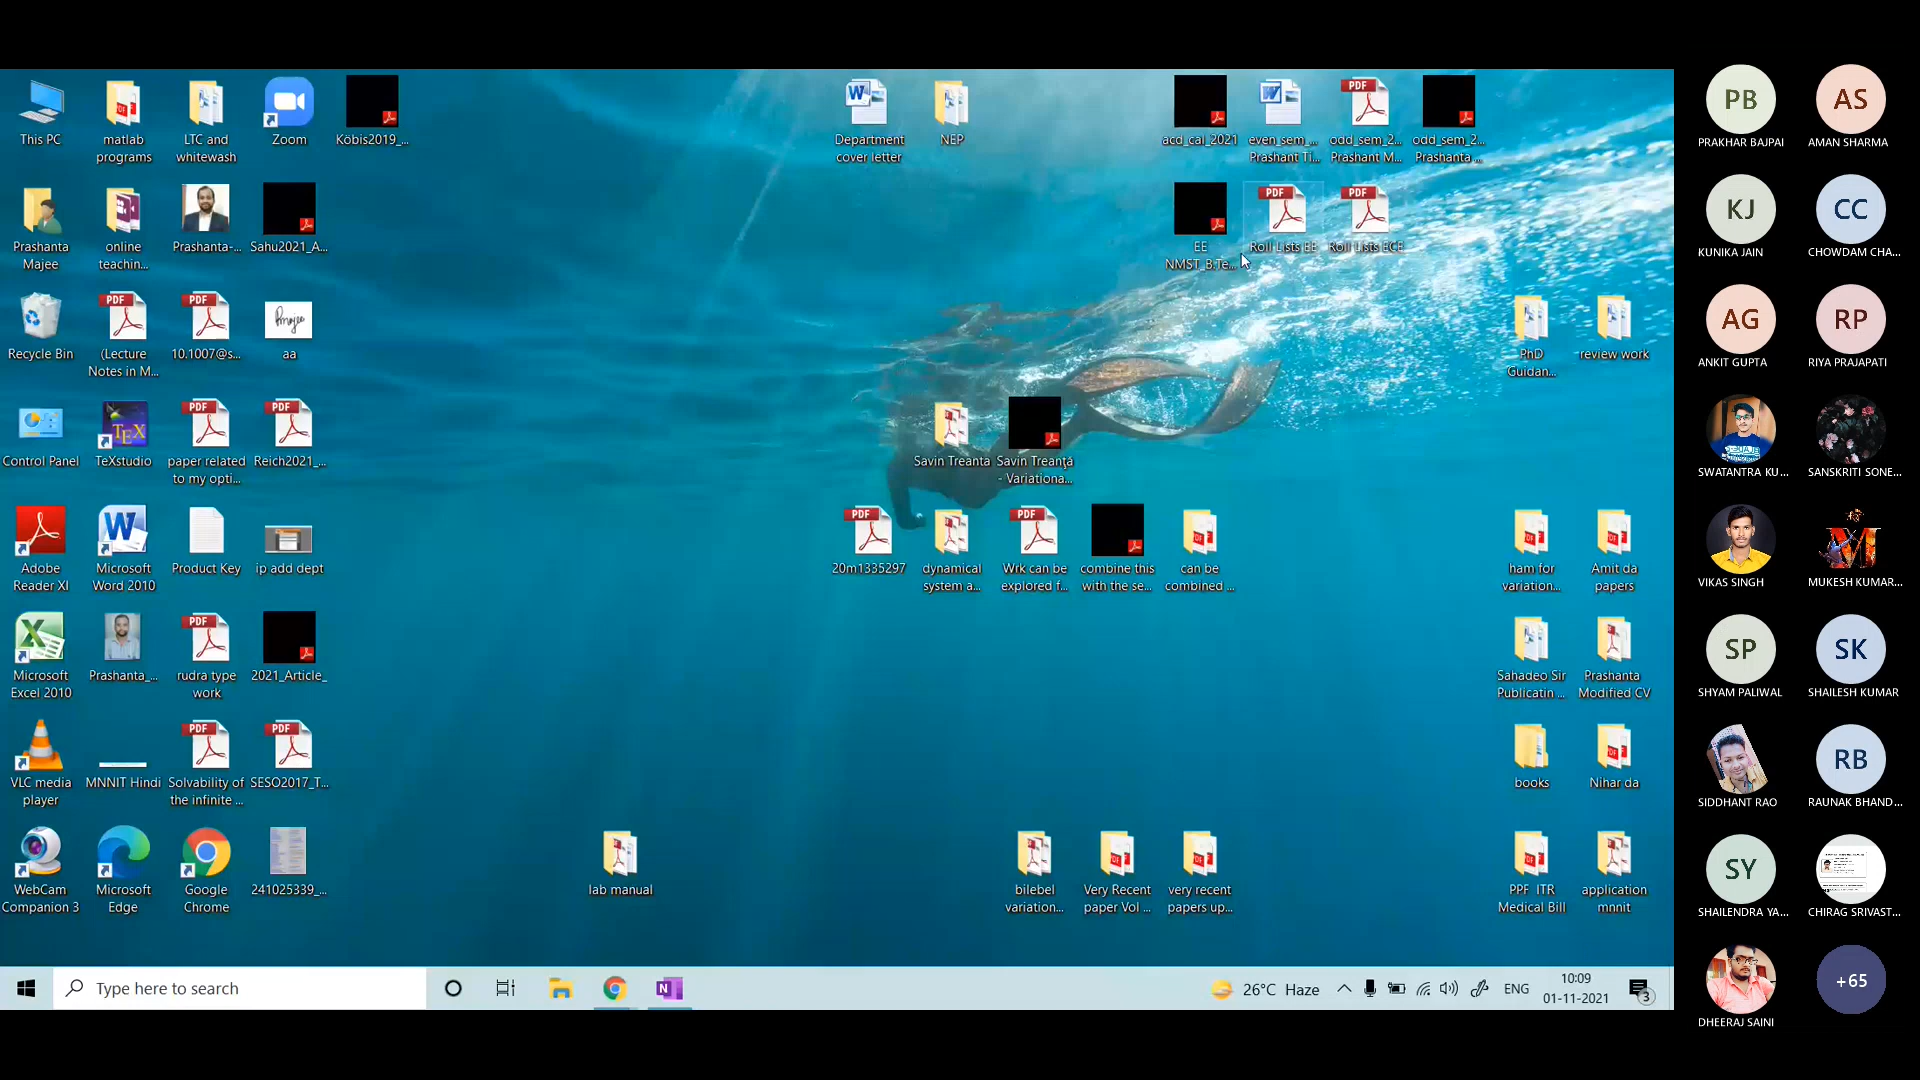 This PC
matlab
programs
LTC and
whitewash
Zoom
Köbis2019_...
Department
cover letter
NEP
acd_cal_2021
even_sem_...
Prashant Ti...
odd_sem_2...
Prashant M...
odd_sem_2...
Prashanta ...
Prashanta
Majee
online
teachin...
Prashanta-...
Sahu2021_A...
EE
NMST_B.Te...
Roll Lists EE
Roll Lists ECE
Recycle Bin
(Lecture
Notes in M...
10.1007@s...
aa
PhD
Guidan...
review work
Control Panel
TeXstudio
paper related
to my opti...
Reich2021_...
Savin Treanta
Savin Treanţă
- Variationa...
Adobe
Reader XI
Microsoft
Word 2010
Product Key
ip add dept
20m1335297
dynamical
system a...
Wrk can be
explored f...
combine this
with the se...
can be
combined ...
ham for
variation...
Amit da
papers
Microsoft
Excel 2010
Prashanta_...
rudra type
work
2021_Article_
Sahadeo Sir
Publicatin ...
Prashanta
Modified CV
VLC media
player
MNNIT Hindi
Solvability of
the infinite ...
SESO2017_T...
books
Nihar da
WebCam
Companion 3
Microsoft
Edge
Google
Chrome
241025339_...
lab manual
bilebel
variation...
Very Recent
paper Vol ...
very recent
papers up...
PPF ITR
Medical Bill
application
mnnit
Type here to search
26°C Haze
ENG
10:09
01-11-2021
3
PB
PRAKHAR BAJPAI
AS
AMAN SHARMA
KJ
KUNIKA JAIN
CC
CHOWDAM CHA...
AG
ANKIT GUPTA
RP
RIYA PRAJAPATI
SWATANTRA KU...
SANSKRITI SONE...
VIKAS SINGH
MUKESH KUMAR...
SP
SHYAM PALIWAL
SK
SHAILESH KUMAR
SIDDHANT RAO
RB
RAUNAK BHAND...
SY
SHAILENDRA YA...
CHIRAG SRIVAST...
DHEERAJ SAINI
+65